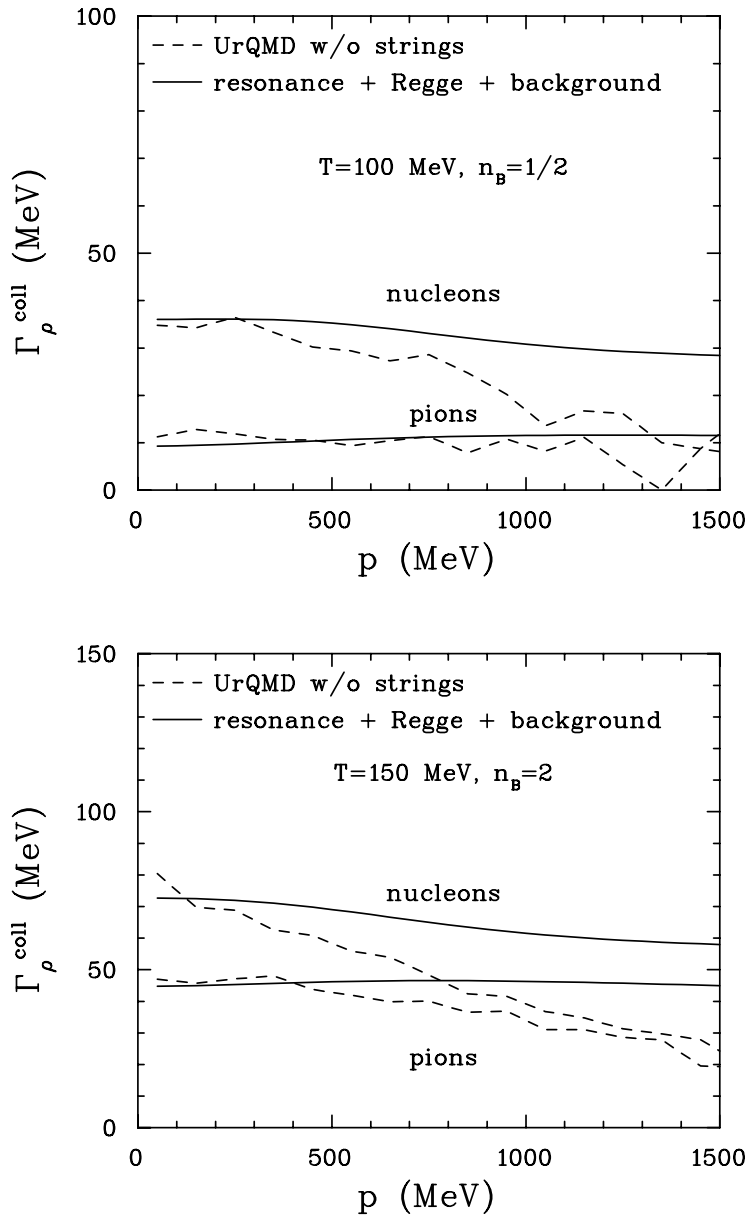 100
UrQMD w/o strings
resonance + Regge + background
T=100 MeV, n_B=1/2
Γ_ρ^coll (MeV)
50
nucleons
pions
0
0 500 1000 1500
p (MeV)
150
UrQMD w/o strings
resonance + Regge + background
T=150 MeV, n_B=2
100
Γ_ρ^coll (MeV)
nucleons
50
pions
0
0 500 1000 1500
p (MeV)